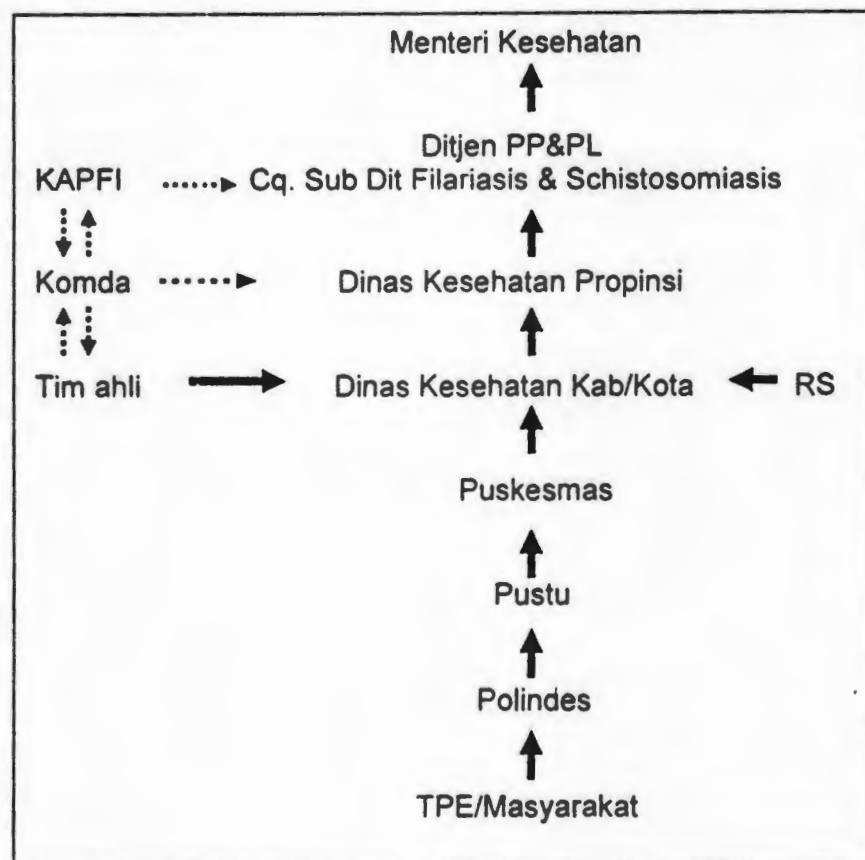 Menteri Kesehatan
Ditjen PP&PL
KAPFI Cq. Sub Dit Filariasis & Schistosomiasis
Komda Dinas Kesehatan Propinsi
Tim ahli Dinas Kesehatan Kab/Kota RS
Puskesmas
Pustu
Polindes
TPE/Masyarakat